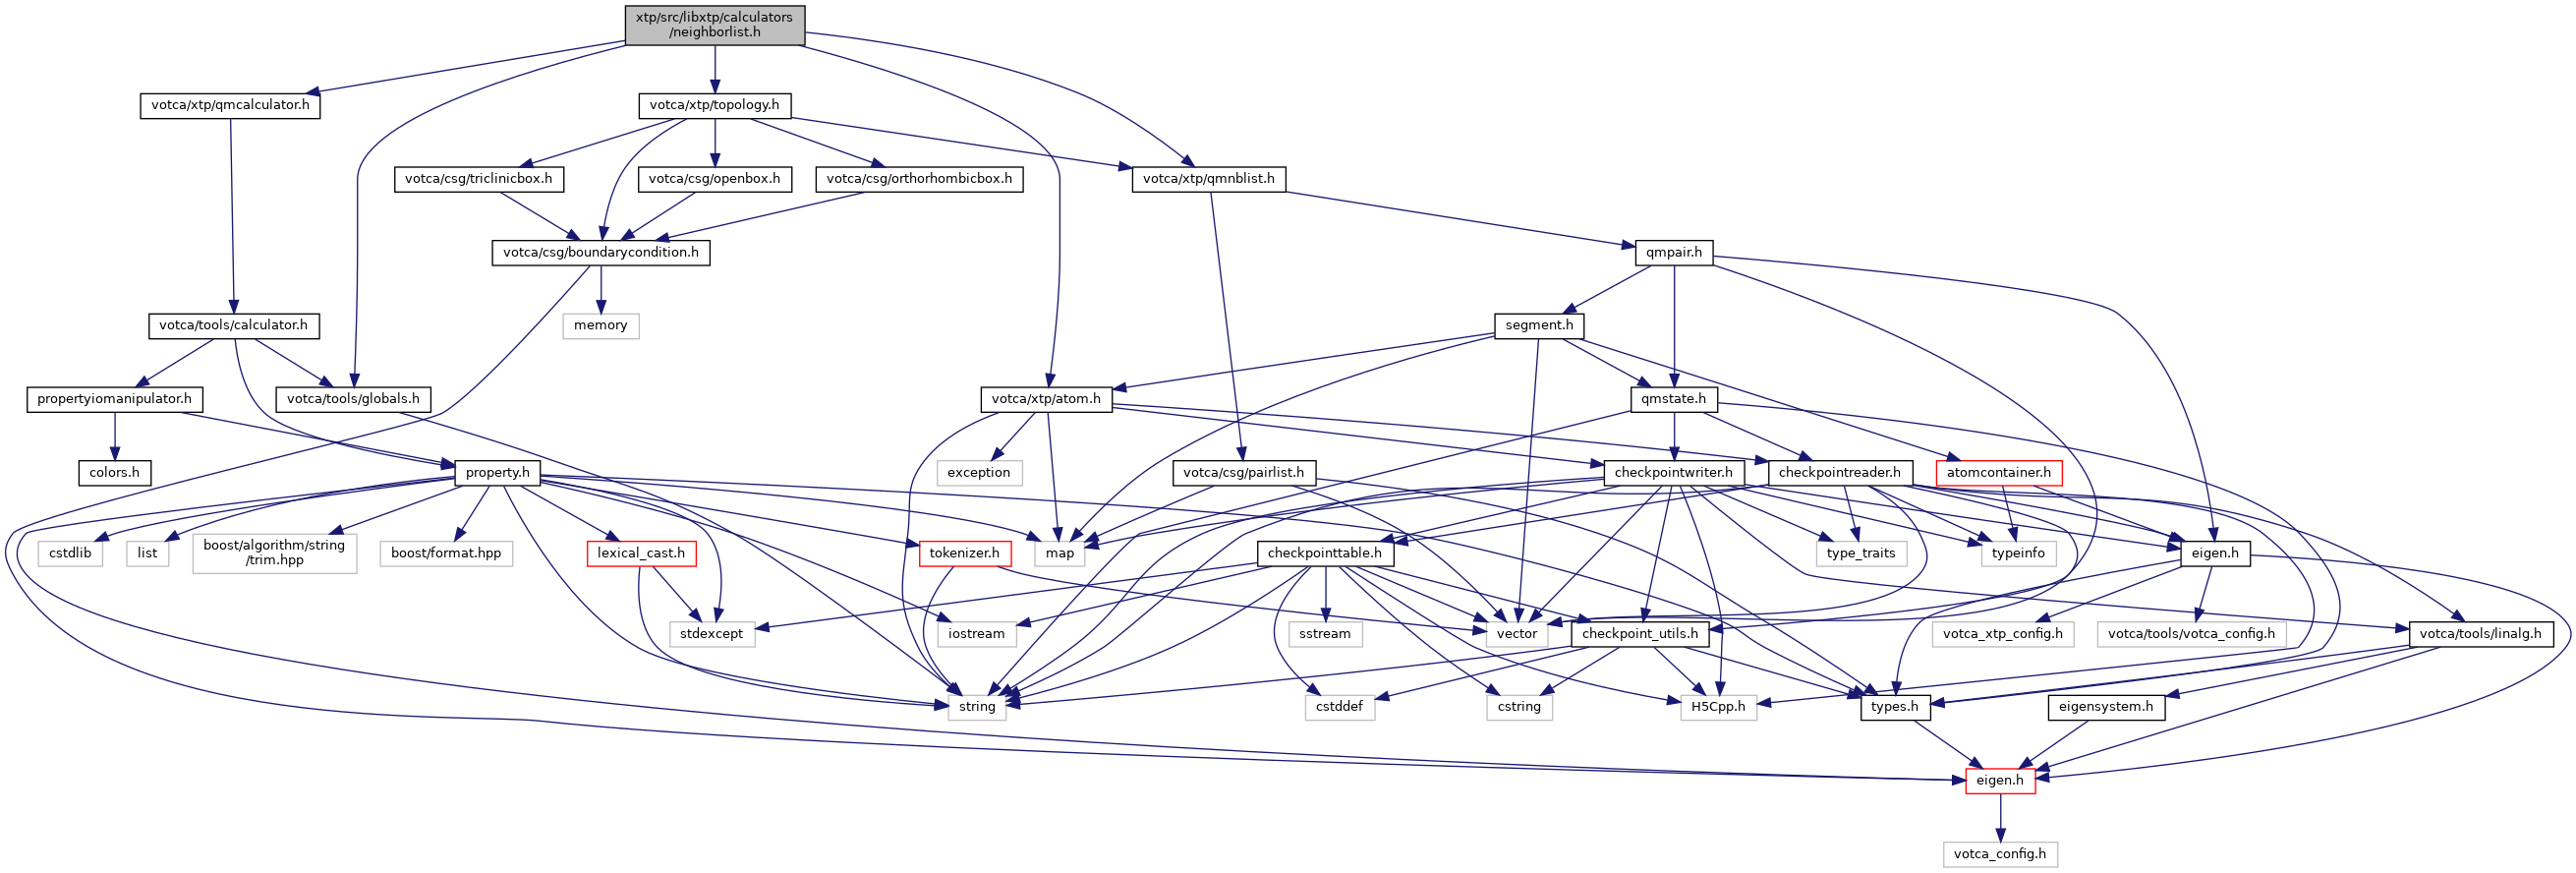 xtp/src/libxtp/calculators
/neighborlist.h
votca/xtp/qmcalculator.h
votca/xtp/topology.h
votca/csg/triclinicbox.h
votca/csg/openbox.h
votca/csg/orthorhombicbox.h
votca/xtp/qmnblist.h
votca/csg/boundarycondition.h
qmpair.h
votca/tools/calculator.h
memory
segment.h
propertyiomanipulator.h
votca/tools/globals.h
votca/xtp/atom.h
qmstate.h
colors.h
property.h
exception
votca/csg/pairlist.h
checkpointwriter.h
checkpointreader.h
atomcontainer.h
cstdlib
list
boost/algorithm/string
/trim.hpp
boost/format.hpp
lexical_cast.h
tokenizer.h
map
checkpointtable.h
type_traits
typeinfo
eigen.h
stdexcept
iostream
sstream
vector
checkpoint_utils.h
votca_xtp_config.h
votca/tools/votca_config.h
votca/tools/linalg.h
string
cstddef
cstring
H5Cpp.h
types.h
eigensystem.h
eigen.h
votca_config.h